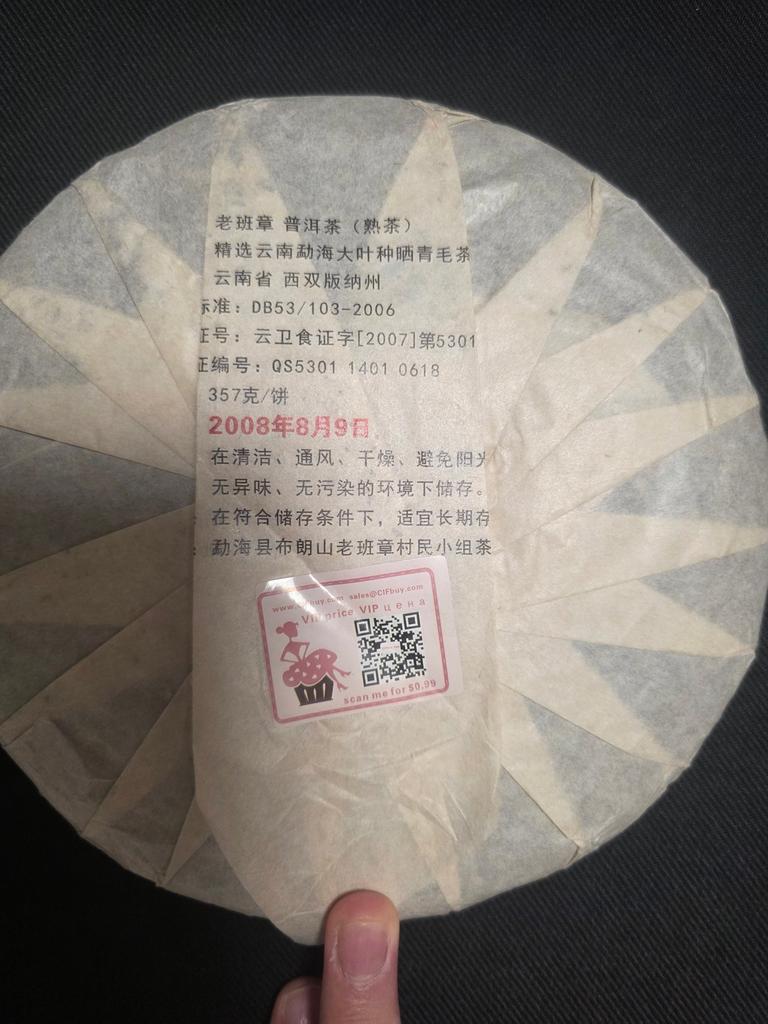 老班章 普洱茶（熟茶）
精选云南勐海大叶种晒青毛茶
云南省 西双版纳州
标准：DB53/103-2006
证号：云卫食证字[2007]第5301
证编号：QS5301 1401 0618
357克/饼
2008年8月9日
在清洁、通风、干燥、避免阳光
无异味、无污染的环境下储存。
：在符合储存条件下，适宜长期存
：勐海县布朗山老班章村民小组茶
www.CIFbuy.com sales@CIFbuy.com
VIP price VIP цена
scan me for $0.99